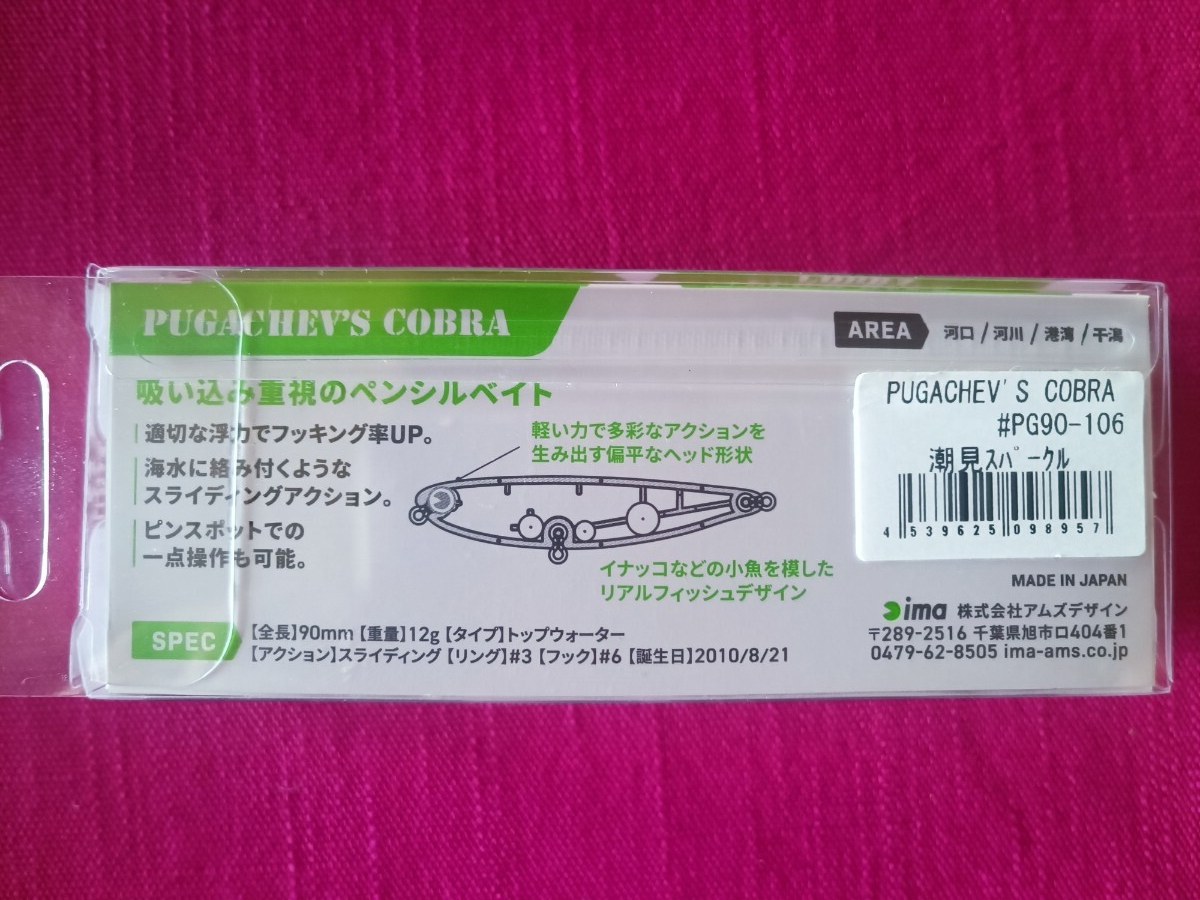 PUGACHEV'S COBRA
AREA 河口/河川/港湾/干潟
吸い込み重視のペンシルベイト
適切な浮力でフッキング率UP。
海水に絡み付くような
スライディングアクション。
ピンスポットでの
一点操作も可能。
軽い力で多彩なアクションを
生み出す偏平なヘッド形状
イナッコなどの小魚を模した
リアルフィッシュデザイン
PUGACHEV'S COBRA
#PG90-106
潮見スパークル
4 539625 098957
MADE IN JAPAN
ima 株式会社アムズデザイン
〒289-2516 千葉県旭市ロ404番1
0479-62-8505 ima-ams.co.jp
SPEC
【全長】90mm【重量】12g【タイプ】トップウォーター
【アクション】スライディング【リング】#3【フック】#6【誕生日】2010/8/21